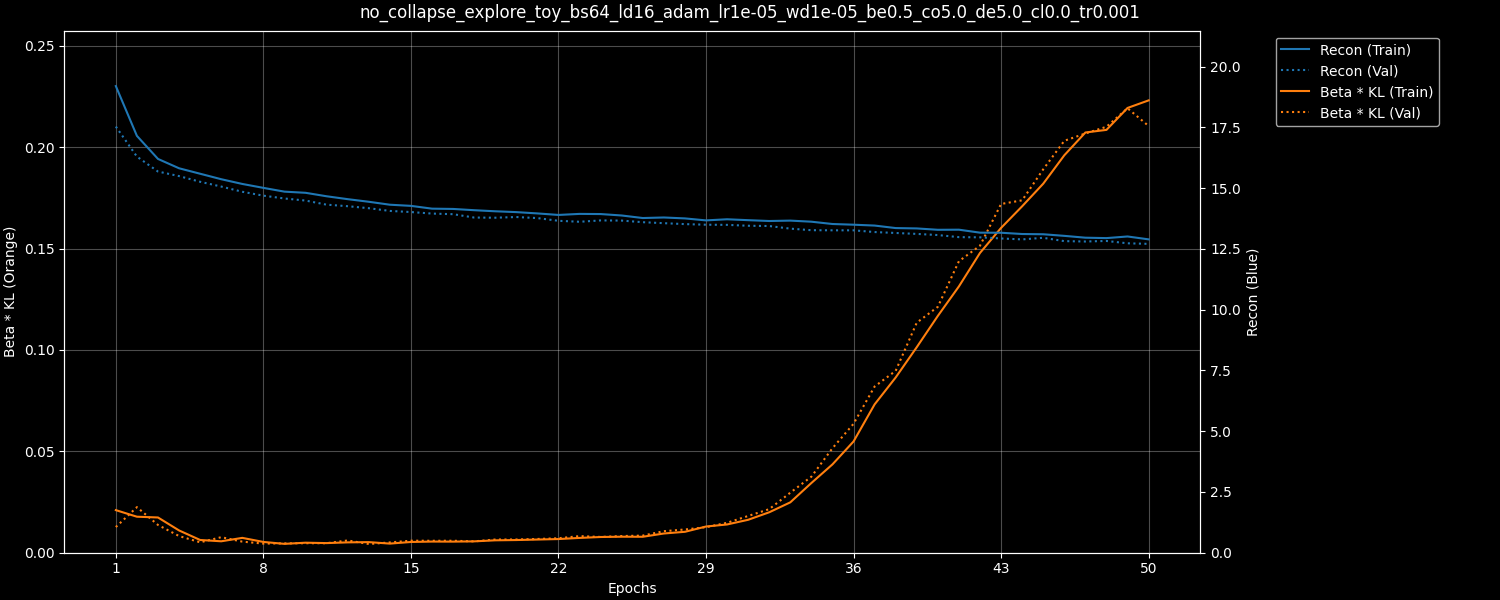 no_collapse_explore_toy_bs64_ld16_adam_lr1e-05_wd1e-05_be0.5_co5.0_de5.0_cl0.0_tr0.001
0.25
0.20
0.15
0.10
0.05
0.00
Beta * KL (Orange)
1
8
15
22
29
36
43
50
Epochs
20.0
17.5
15.0
12.5
10.0
7.5
5.0
2.5
0.0
Recon (Blue)
Recon (Train)
Recon (Val)
Beta * KL (Train)
Beta * KL (Val)